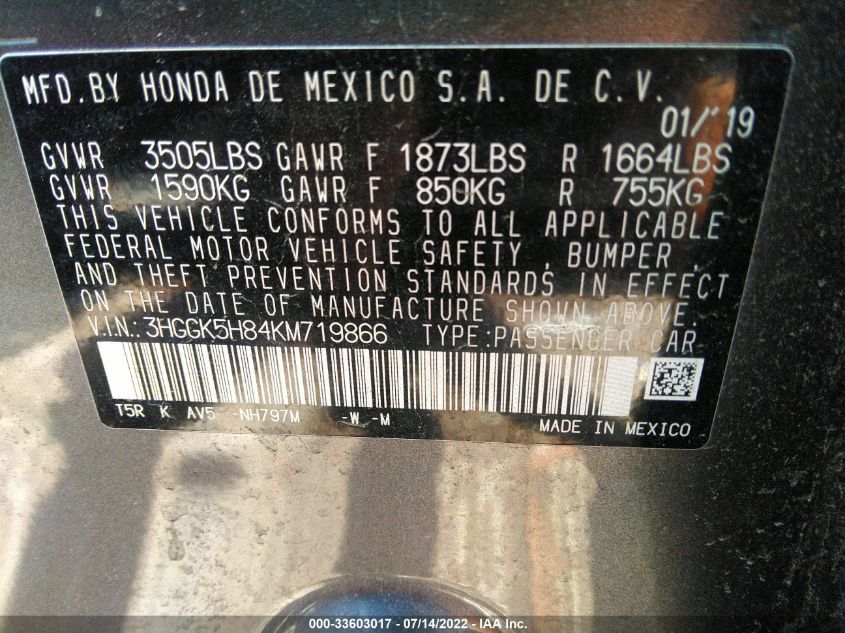 MFD. BY HONDA DE MEXICO S.A. DE C.V.
01/'19
GVWR 3505LBS GAWR F 1873LBS R 1664LBS
GVWR 1590KG GAWR F 850KG R 755KG
THIS VEHICLE CONFORMS TO ALL APPLICABLE
FEDERAL MOTOR VEHICLE SAFETY , BUMPER ,
AND THEFT PREVENTION STANDARDS IN EFFECT
ON THE DATE OF MANUFACTURE SHOWN ABOVE.
V.I.N.: 3HGGK5H84KM719866 TYPE:PASSENGER CAR
T5R K AV5 -NH797M -W -M
MADE IN MEXICO
000-33603017 - 07/14/2022 - IAA Inc.